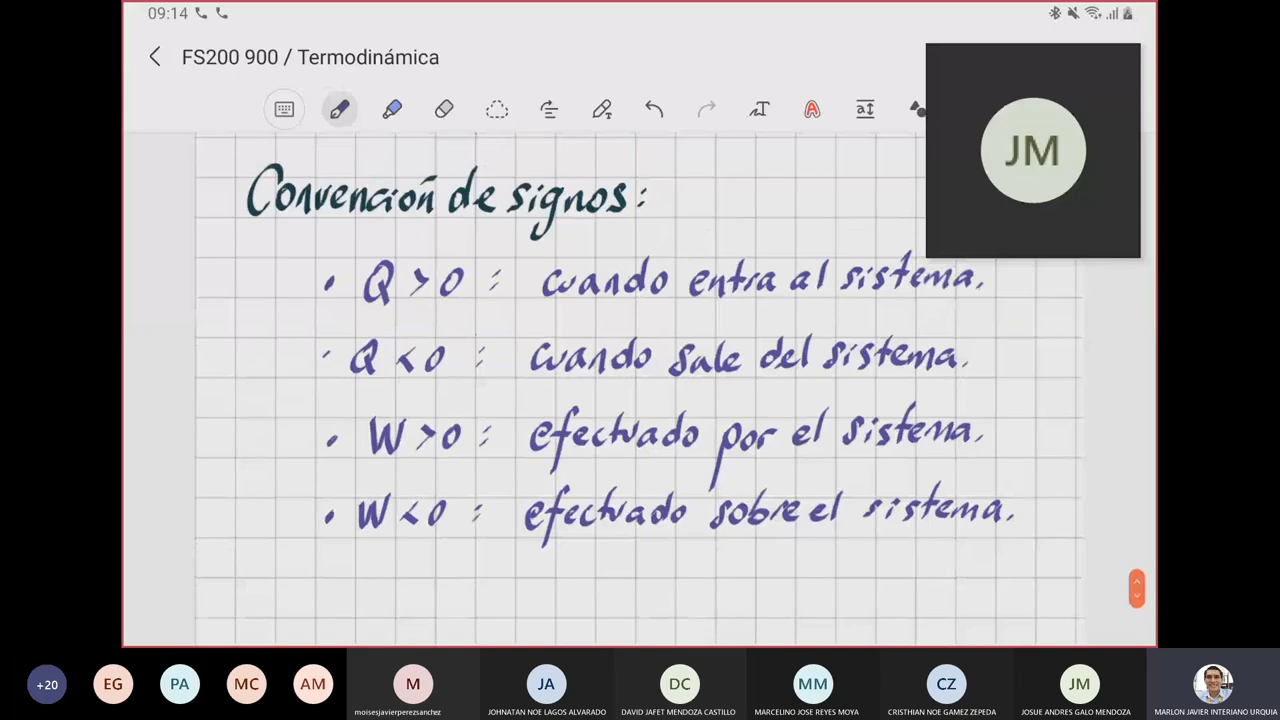 09:14
FS200 900 / Termodinámica
JM
Convención de signos:
• Q > 0 : cuando entra al sistema.
· Q < 0 : cuando sale del sistema.
• W > 0 : efectuado por el sistema.
• W < 0 : efectuado sobre el sistema.
+20 EG PA MC AM M JA DC MM CZ JM
moisesjavierperezsanchez JOHNATAN NOE LAGOS ALVARADO DAVID JAFET MENDOZA CASTILLO MARCELINO JOSE REYES MOYA CRISTHIAN NOE GAMEZ ZEPEDA JOSUE ANDRES GALO MENDOZA MARLON JAVIER INTERIANO URQUIA